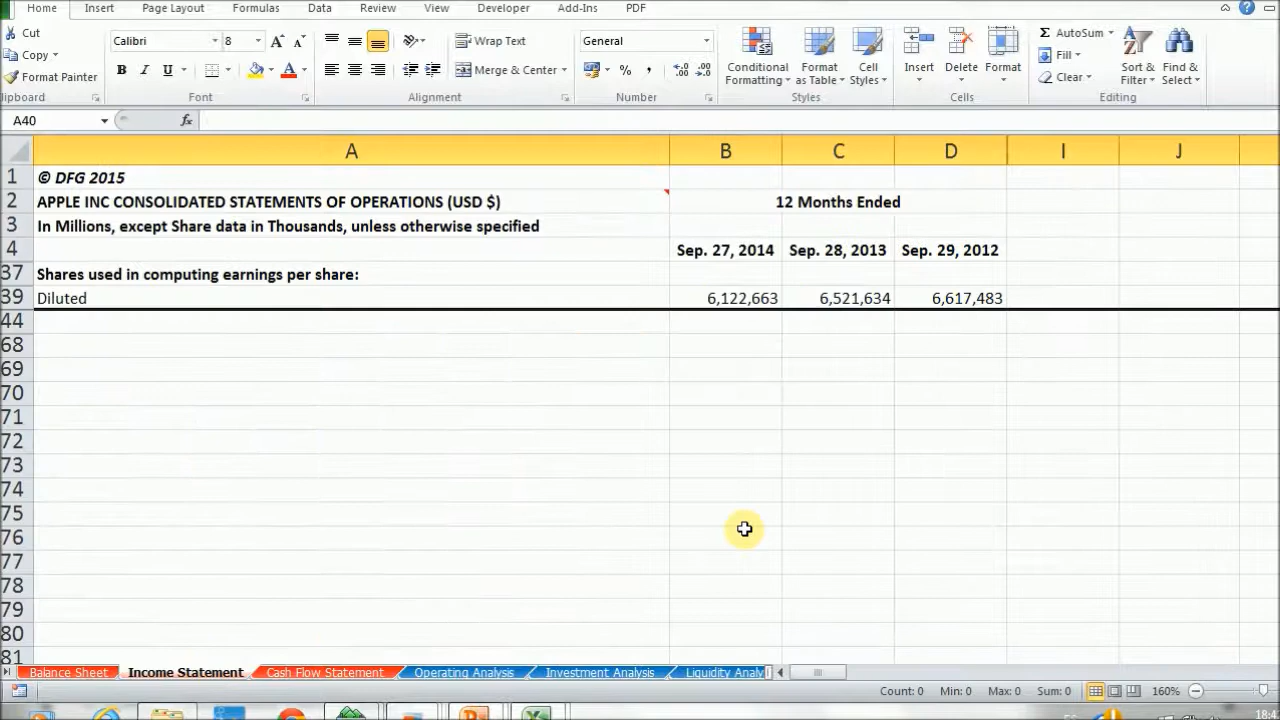 Home Insert Page Layout Formulas Data Review View Developer Add-Ins PDF
Cut
Copy
Format Painter
Calibri 8
B I U
Wrap Text
Merge & Center
General
Conditional Formatting
Format as Table
Cell Styles
Insert Delete Format
AutoSum
Fill
Clear
Sort & Filter
Find & Select
lipboard Font Alignment Number Styles Cells Editing
A40 fx
A B C D I J
1 © DFG 2015
2 APPLE INC CONSOLIDATED STATEMENTS OF OPERATIONS (USD $) 12 Months Ended
3 In Millions, except Share data in Thousands, unless otherwise specified
4 Sep. 27, 2014 Sep. 28, 2013 Sep. 29, 2012
37 Shares used in computing earnings per share:
39 Diluted 6,122,663 6,521,634 6,617,483
44
68
69
70
71
72
73
74
75
76
77
78
79
80
81
Balance Sheet Income Statement Cash Flow Statement Operating Analysis Investment Analysis Liquidity Analy
Count: 0 Min: 0 Max: 0 Sum: 0 160%